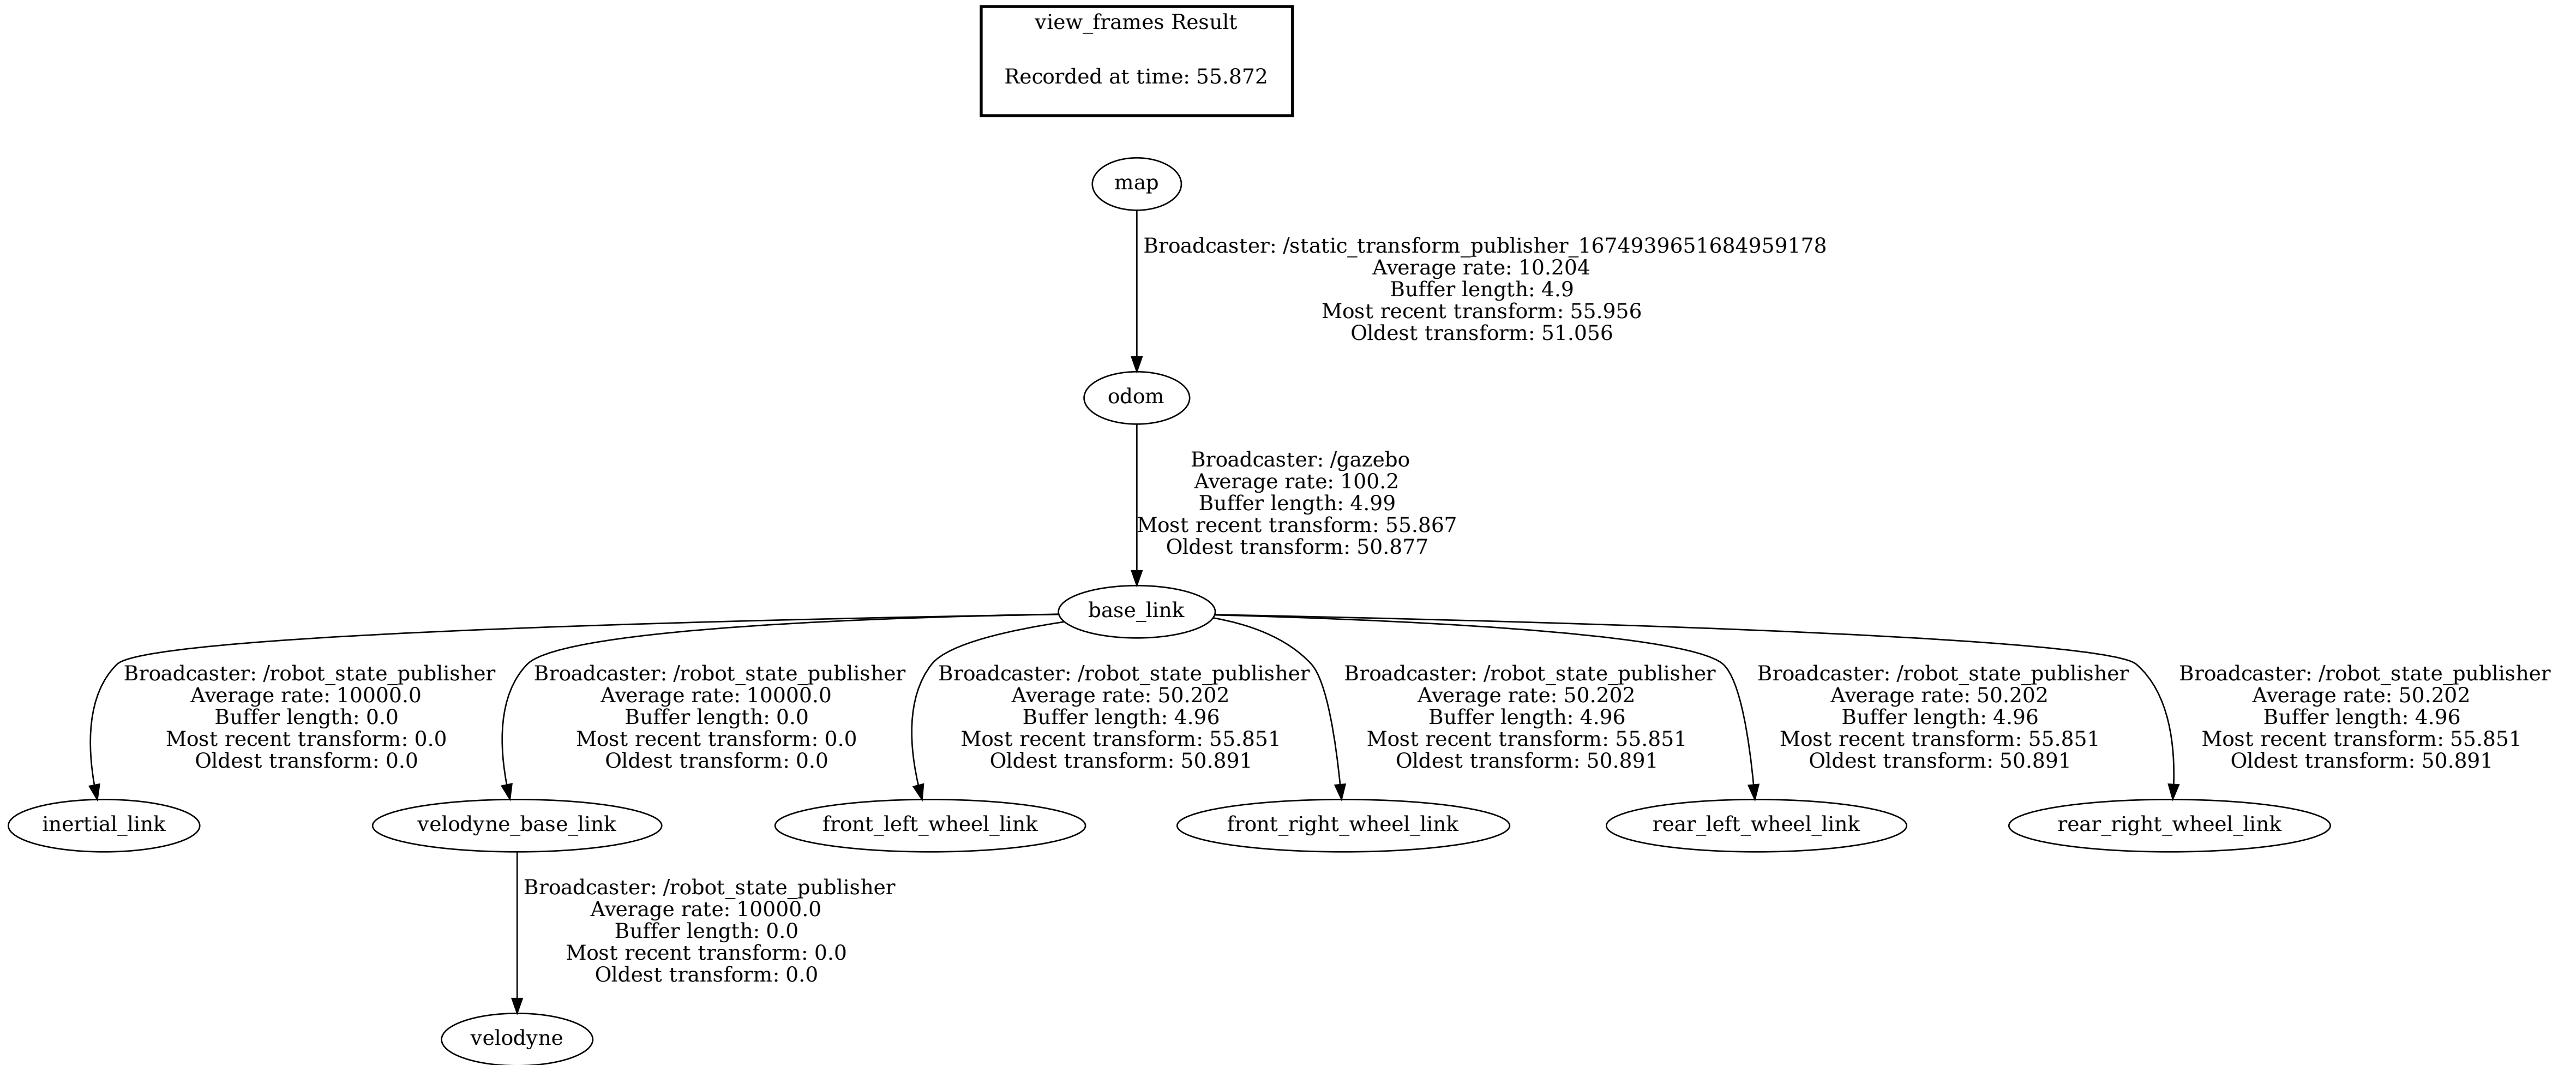 view_frames Result
Recorded at time: 55.872
map
Broadcaster: /static_transform_publisher_1674939651684959178
Average rate: 10.204
Buffer length: 4.9
Most recent transform: 55.956
Oldest transform: 51.056
odom
Broadcaster: /gazebo
Average rate: 100.2
Buffer length: 4.99
Most recent transform: 55.867
Oldest transform: 50.877
base_link
Broadcaster: /robot_state_publisher
Average rate: 10000.0
Buffer length: 0.0
Most recent transform: 0.0
Oldest transform: 0.0
Broadcaster: /robot_state_publisher
Average rate: 10000.0
Buffer length: 0.0
Most recent transform: 0.0
Oldest transform: 0.0
Broadcaster: /robot_state_publisher
Average rate: 50.202
Buffer length: 4.96
Most recent transform: 55.851
Oldest transform: 50.891
Broadcaster: /robot_state_publisher
Average rate: 50.202
Buffer length: 4.96
Most recent transform: 55.851
Oldest transform: 50.891
Broadcaster: /robot_state_publisher
Average rate: 50.202
Buffer length: 4.96
Most recent transform: 55.851
Oldest transform: 50.891
Broadcaster: /robot_state_publisher
Average rate: 50.202
Buffer length: 4.96
Most recent transform: 55.851
Oldest transform: 50.891
inertial_link
velodyne_base_link
front_left_wheel_link
front_right_wheel_link
rear_left_wheel_link
rear_right_wheel_link
Broadcaster: /robot_state_publisher
Average rate: 10000.0
Buffer length: 0.0
Most recent transform: 0.0
Oldest transform: 0.0
velodyne